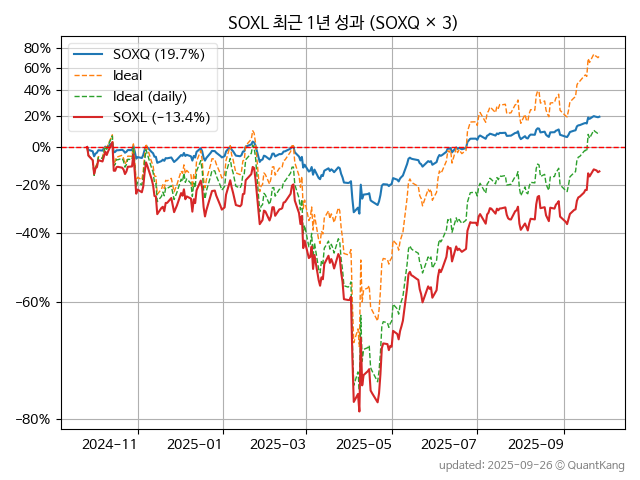 SOXL 최근 1년 성과 (SOXQ × 3)
80%
60%
40%
20%
0%
−20%
−40%
−60%
−80%
SOXQ (19.7%)
Ideal
Ideal (daily)
SOXL (−13.4%)
2024−11
2025−01
2025−03
2025−05
2025−07
2025−09
updated: 2025-09-26 © QuantKang